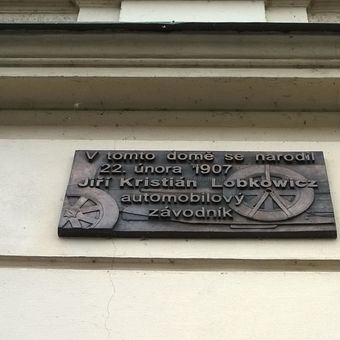 V tomto domě se narodil
22. února 1907
Jiří Kristián Lobkowicz
automobilový
závodník